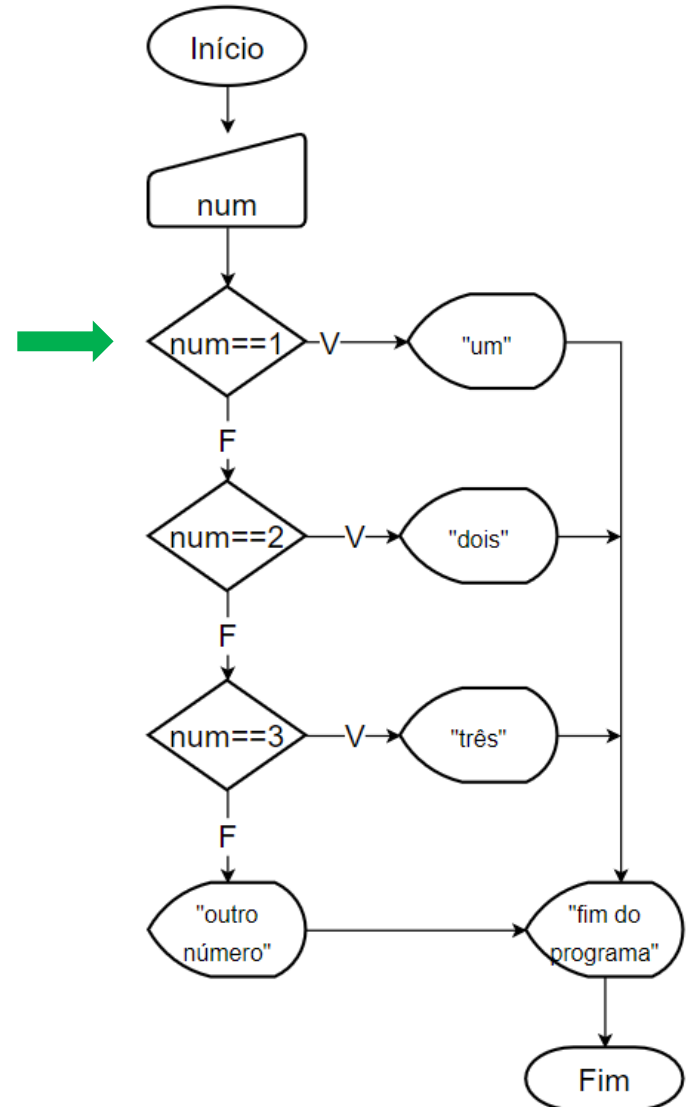 Início
num
num==1
V
"um"
F
num==2
V
"dois"
F
num==3
V
"três"
F
"outro
número"
"fim do
programa"
Fim